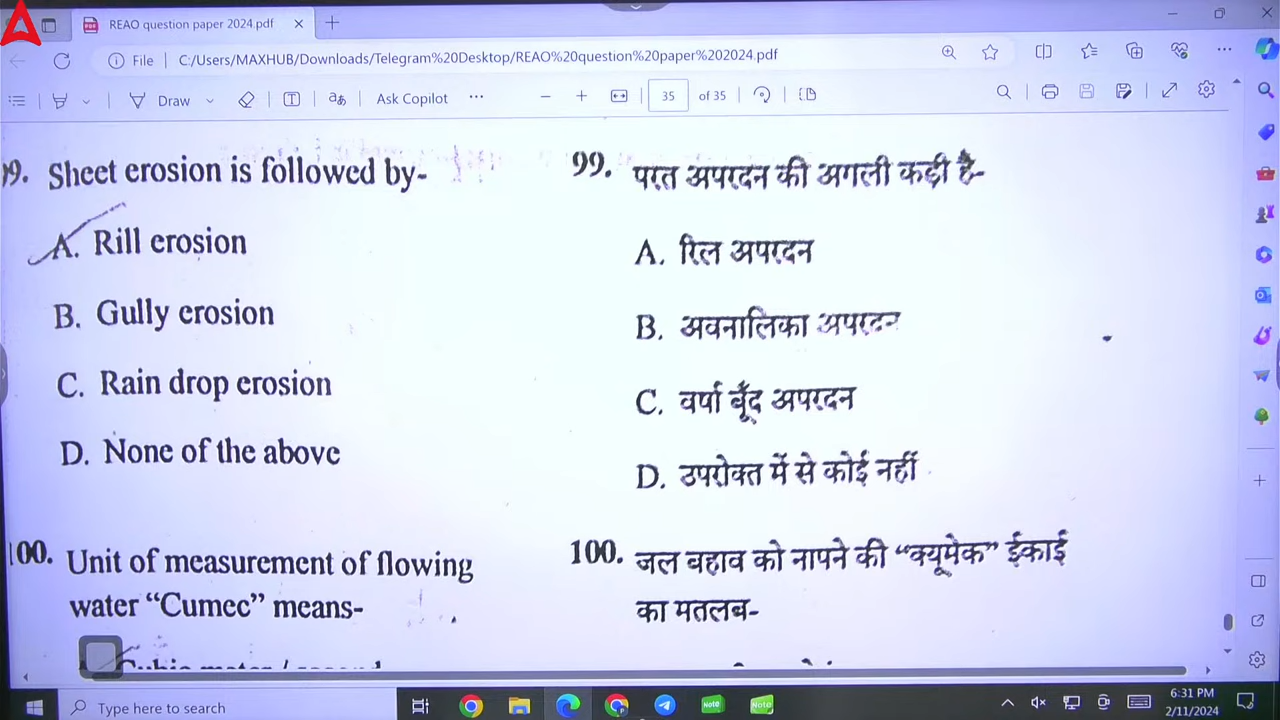 REAO question paper 2024.pdf
File
C:/Users/MAXHUB/Downloads/Telegram%20Desktop/REAO%20question%20paper%202024.pdf
Draw
Ask Copilot
35
of 35
99. Sheet erosion is followed by-
A. Rill erosion
B. Gully erosion
C. Rain drop erosion
D. None of the above
100. Unit of measurement of flowing
water “Cumec” means-
99. परत अपरदन की अगली कड़ी है-
A. रिल अपरदन
B. अवनालिका अपरदन
C. वर्षा बूँद अपरदन
D. उपरोक्त में से कोई नहीं
100. जल बहाव को नापने की “क्यूमेक” ईकाई
का मतलब-
Type here to search
Note
Note
6:31 PM
2/11/2024